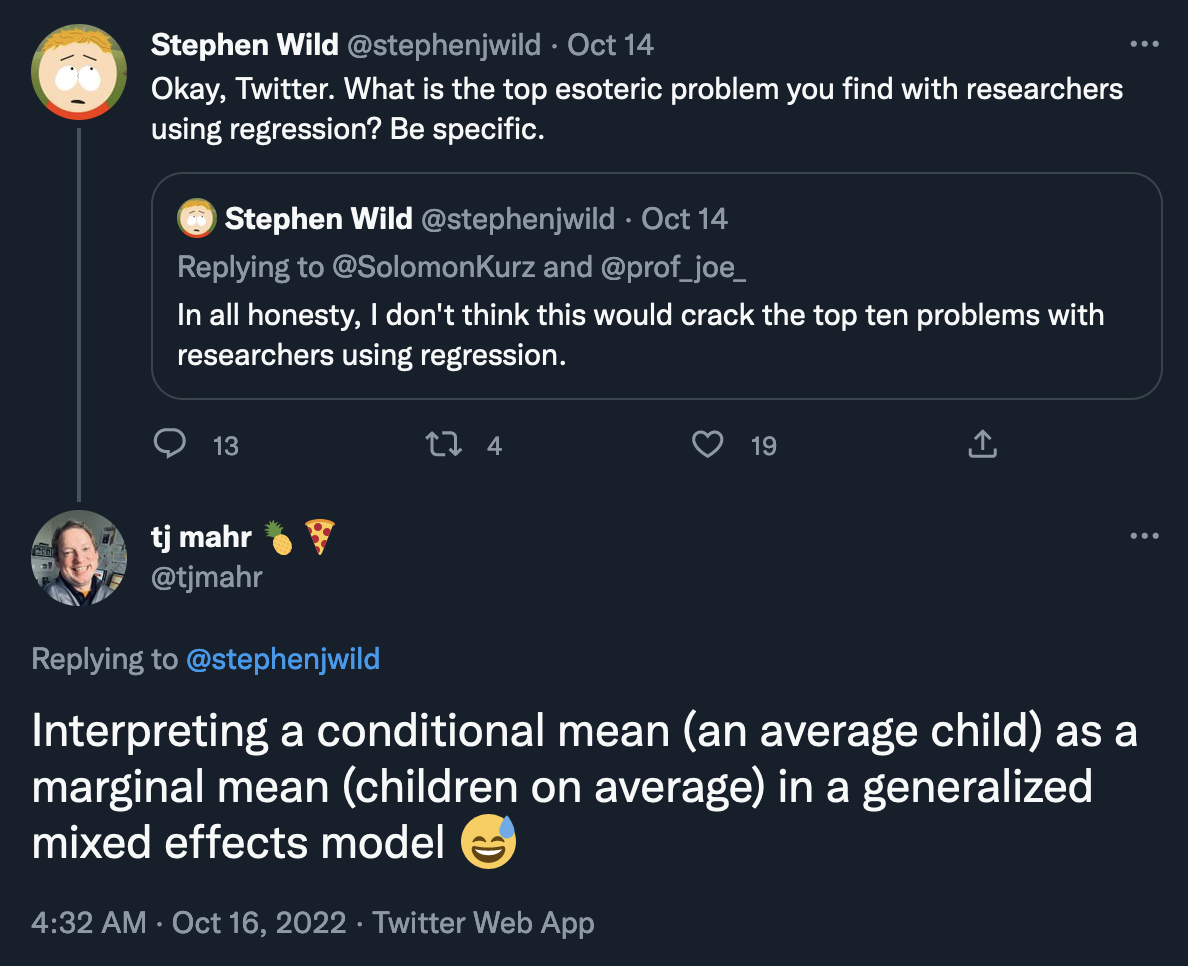 Stephen Wild @stephenjwild · Oct 14
Okay, Twitter. What is the top esoteric problem you find with researchers
using regression? Be specific.
Stephen Wild @stephenjwild · Oct 14
Replying to @SolomonKurz and @prof_joe_
In all honesty, I don't think this would crack the top ten problems with
researchers using regression.
13 4 19
tj mahr 🍍 🍕
@tjmahr
Replying to @stephenjwild
Interpreting a conditional mean (an average child) as a
marginal mean (children on average) in a generalized
mixed effects model 😅
4:32 AM · Oct 16, 2022 · Twitter Web App